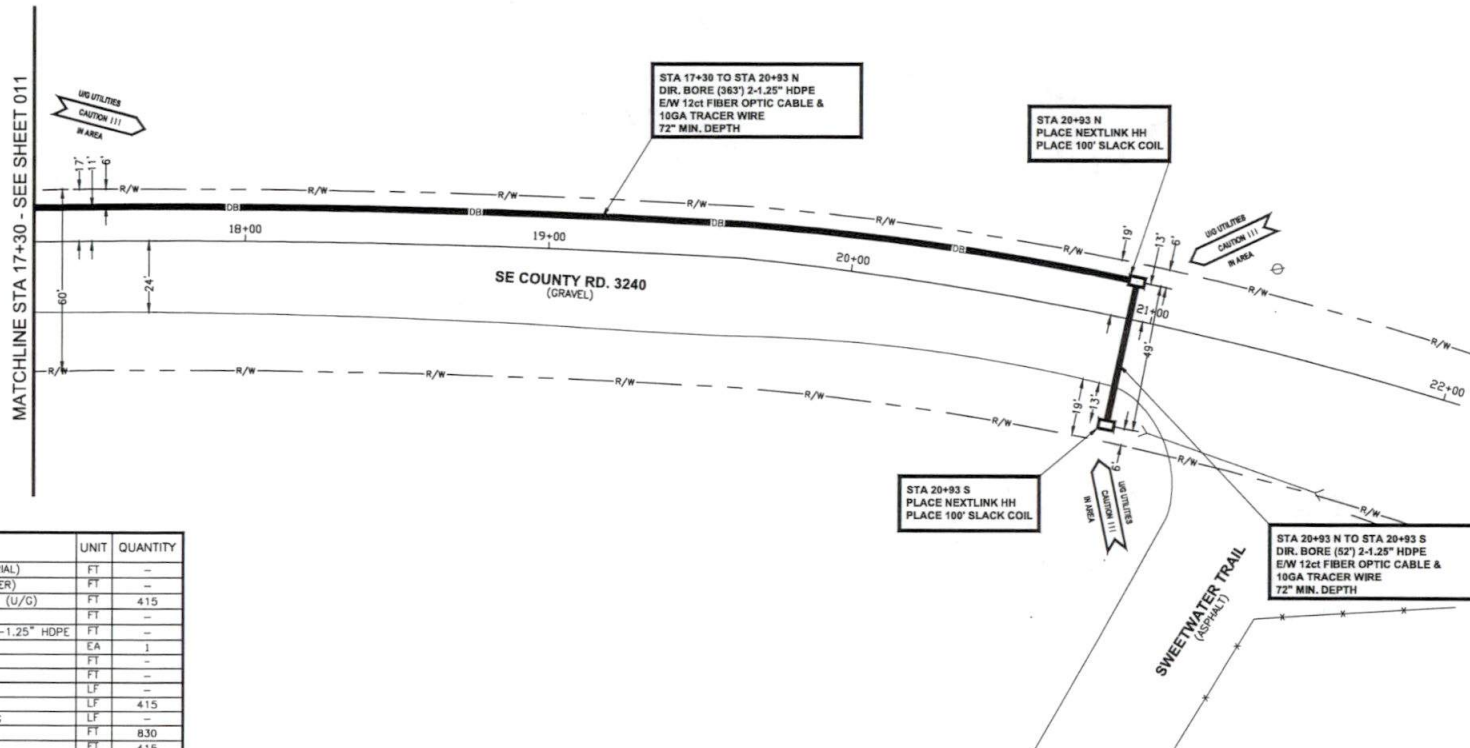 MATCHLINE STA 17+30 - SEE SHEET 011
U/G UTILITIES
CAUTION !!!
IN AREA
STA 17+30 TO STA 20+93 N
DIR. BORE (363') 2-1.25" HDPE
E/W 12ct FIBER OPTIC CABLE &
10GA TRACER WIRE
72" MIN. DEPTH
STA 20+93 N
PLACE NEXTLINK HH
PLACE 100' SLACK COIL
U/G UTILITIES
CAUTION !!!
IN AREA
17'
11'
6'
R/W
R/W
R/W
R/W
R/W
R/W
R/W
R/W
DB
DB
DB
DB
18+00
19+00
20+00
21+00
22+00
19'
13'
6'
60'
24'
SE COUNTY RD. 3240
(GRAVEL)
49'
R/W
R/W
R/W
R/W
R/W
R/W
R/W
R/W
19'
13'
6'
STA 20+93 S
PLACE NEXTLINK HH
PLACE 100' SLACK COIL
U/G UTILITIES
CAUTION !!!
IN AREA
STA 20+93 N TO STA 20+93 S
DIR. BORE (52') 2-1.25" HDPE
E/W 12ct FIBER OPTIC CABLE &
10GA TRACER WIRE
72" MIN. DEPTH
SWEETWATER TRAIL
(ASPHALT)
UNIT QUANTITY
IAL) FT -
ER) FT -
(U/G) FT 415
FT -
-1.25" HDPE FT -
EA 1
FT -
FT -
LF -
LF 415
LF -
FT 830
FT 415